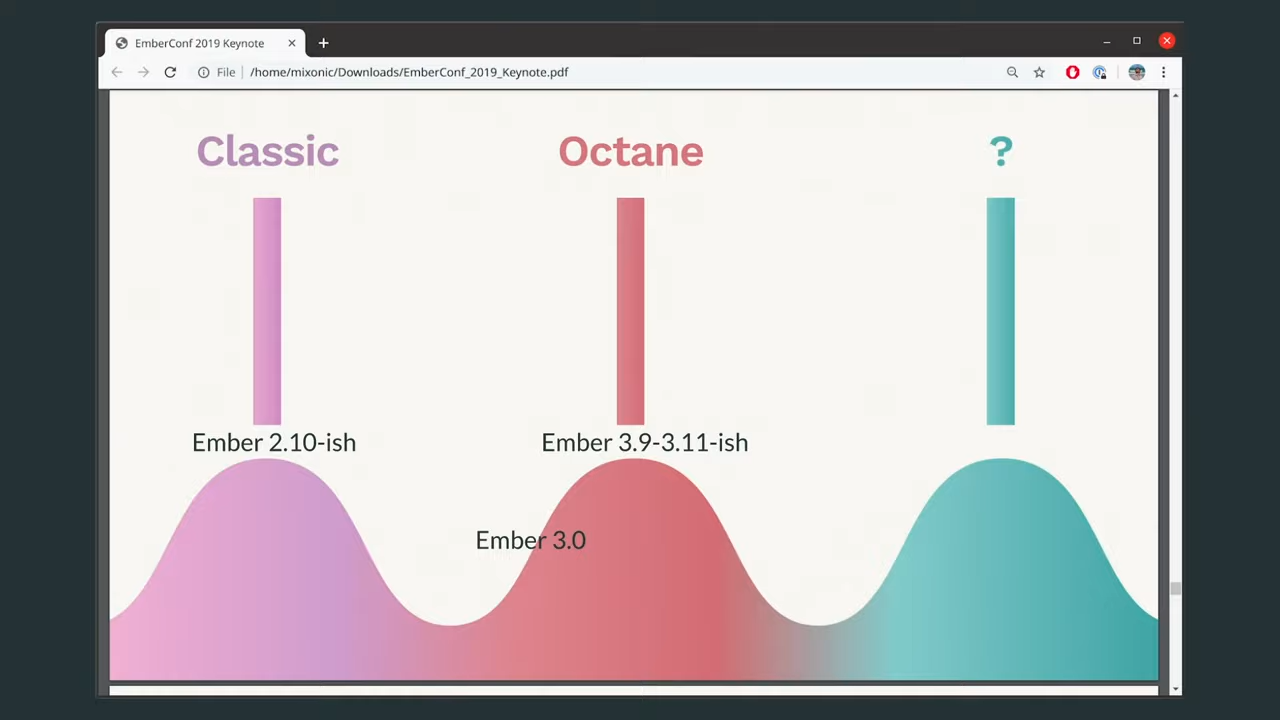 EmberConf 2019 Keynote
File
/home/mixonic/Downloads/EmberConf_2019_Keynote.pdf
Classic
Octane
?
Ember 2.10-ish
Ember 3.9-3.11-ish
Ember 3.0